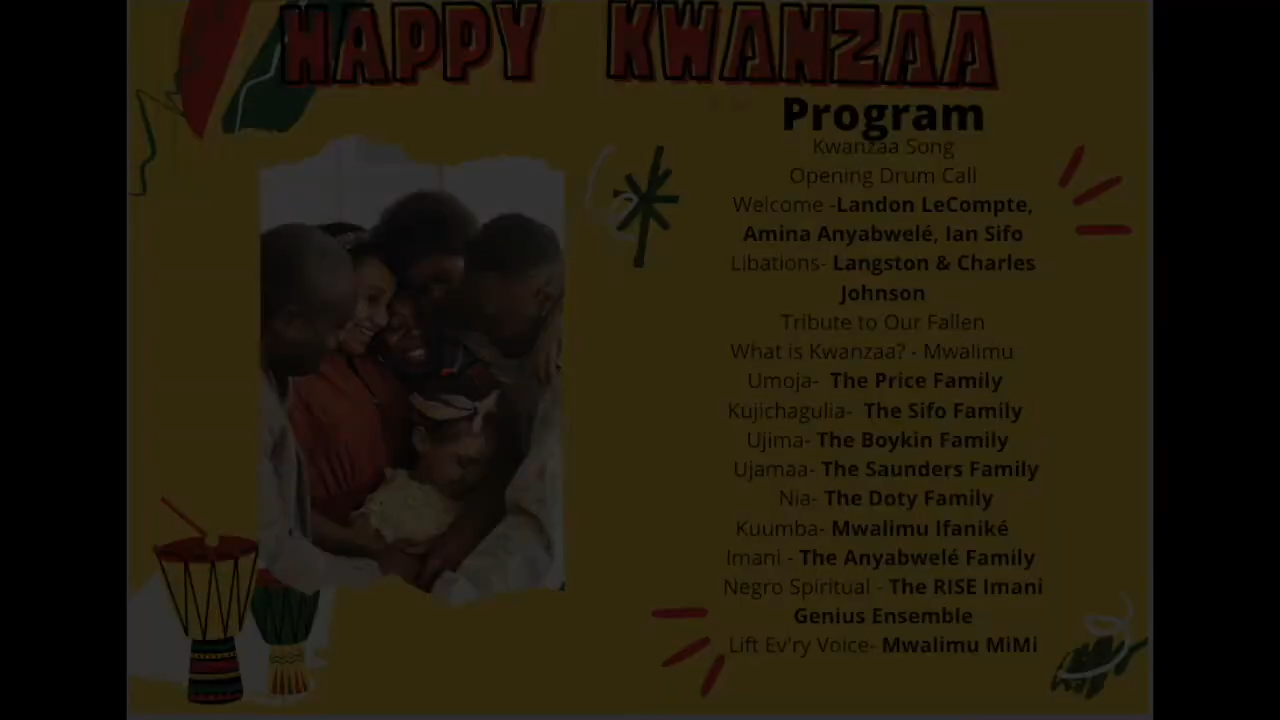 HAPPY KWANZAA
Program
Kwanzaa Song
Opening Drum Call
Welcome -Landon LeCompte,
Amina Anyabwelé, Ian Sifo
Libations- Langston & Charles
Johnson
Tribute to Our Fallen
What is Kwanzaa? - Mwalimu
Umoja- The Price Family
Kujichagulia- The Sifo Family
Ujima- The Boykin Family
Ujamaa- The Saunders Family
Nia- The Doty Family
Kuumba- Mwalimu Ifaniké
Imani - The Anyabwelé Family
Negro Spiritual - The RISE Imani
Genius Ensemble
Lift Ev'ry Voice- Mwalimu MiMi